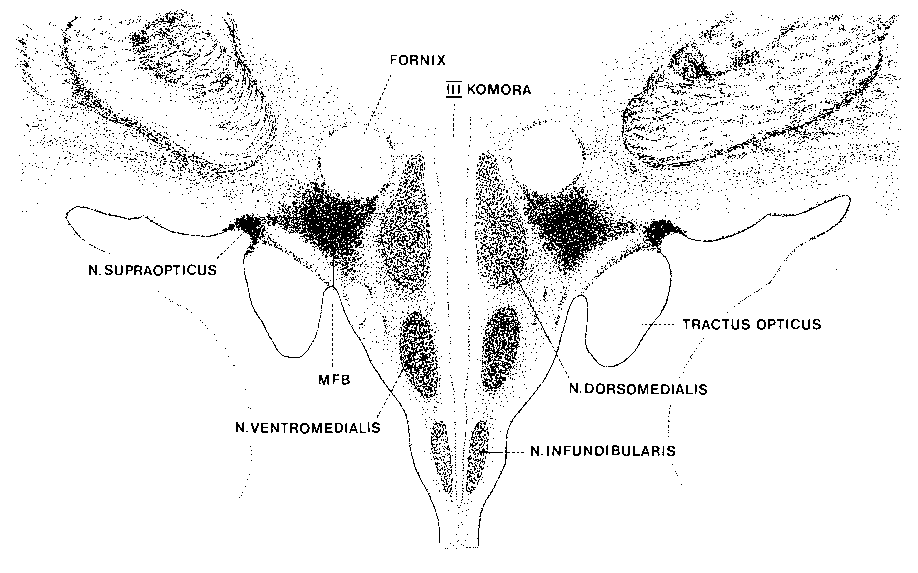 FORNIX
III KOMORA
N.SUPRAOPTICUS
TRACTUS OPTICUS
MFB
N.DORSOMEDIALIS
N.VENTROMEDIALIS
N.INFUNDIBULARIS